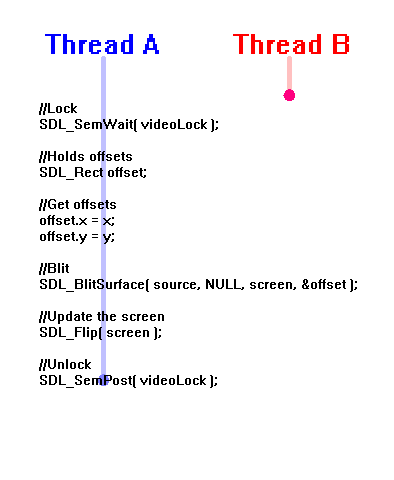 Thread A
Thread B
//Lock
SDL_SemWait( videoLock );
//Holds offsets
SDL_Rect offset;
//Get offsets
offset.x = x;
offset.y = y;
//Blit
SDL_BlitSurface( source, NULL, screen, &offset );
//Update the screen
SDL_Flip( screen );
//Unlock
SDL_SemPost( videoLock );